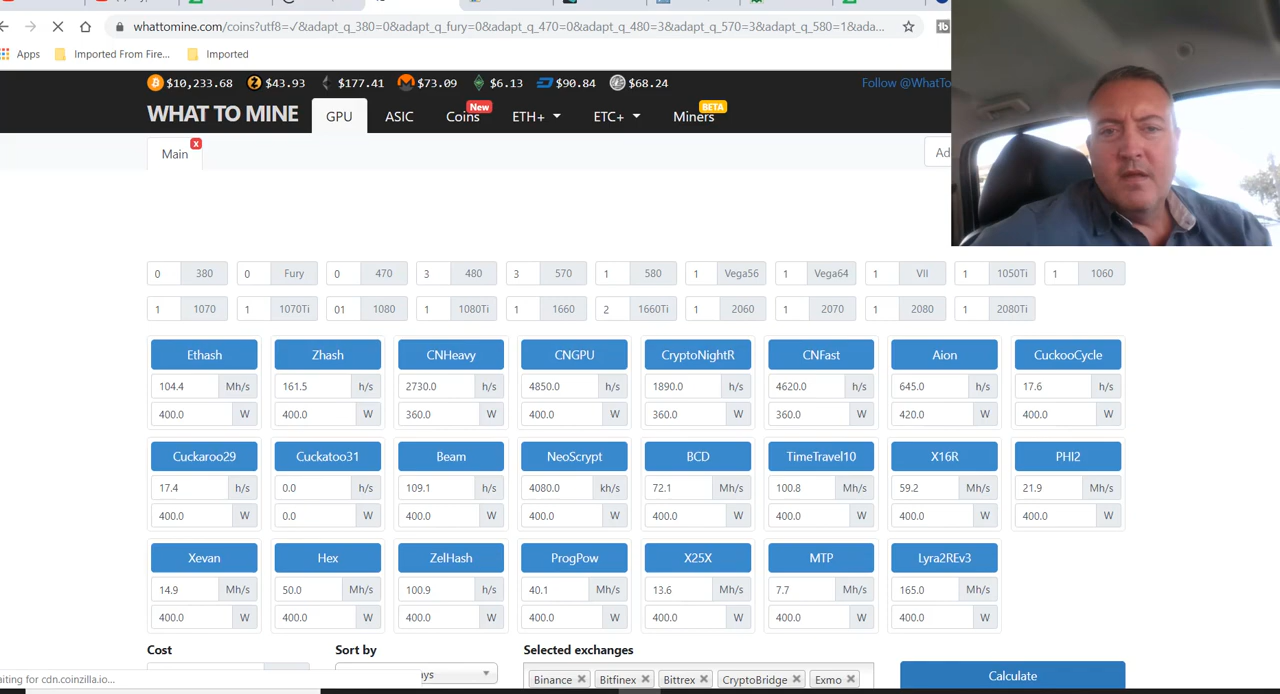 whattomine.com/coins?utf8=✓&adapt_q_380=0&adapt_q_fury=0&adapt_q_470=0&adapt_q_480=3&adapt_q_570=3&adapt_q_580=1&ada...
Apps Imported From Fire... Imported
$10,233.68 $43.93 $177.41 $73.09 $6.13 $90.84 $68.24 Follow @WhatTo
WHAT TO MINE GPU ASIC Coins New ETH+ ETC+ Miners BETA
Main x Ad
0 380 0 Fury 0 470 3 480 3 570 1 580 1 Vega56 1 Vega64 1 VII 1 1050Ti 1 1060
1 1070 1 1070Ti 01 1080 1 1080Ti 1 1660 2 1660Ti 1 2060 1 2070 1 2080 1 2080Ti
Ethash Zhash CNHeavy CNGPU CryptoNightR CNFast Aion CuckooCycle
104.4 Mh/s 161.5 h/s 2730.0 h/s 4850.0 h/s 1890.0 h/s 4620.0 h/s 645.0 h/s 17.6 h/s
400.0 W 400.0 W 360.0 W 400.0 W 360.0 W 360.0 W 420.0 W 400.0 W
Cuckaroo29 Cuckatoo31 Beam NeoScrypt BCD TimeTravel10 X16R PHI2
17.4 h/s 0.0 h/s 109.1 h/s 4080.0 kh/s 72.1 Mh/s 100.8 Mh/s 59.2 Mh/s 21.9 Mh/s
400.0 W 0.0 W 400.0 W 400.0 W 400.0 W 400.0 W 400.0 W 400.0 W
Xevan Hex ZelHash ProgPow X25X MTP Lyra2REv3
14.9 Mh/s 50.0 Mh/s 100.9 h/s 40.1 Mh/s 13.6 Mh/s 7.7 Mh/s 165.0 Mh/s
400.0 W 400.0 W 400.0 W 400.0 W 400.0 W 400.0 W 400.0 W
Cost Sort by Selected exchanges
aiting for cdn.coinzilla.io... ays Binance x Bitfinex x Bittrex x CryptoBridge x Exmo x Calculate